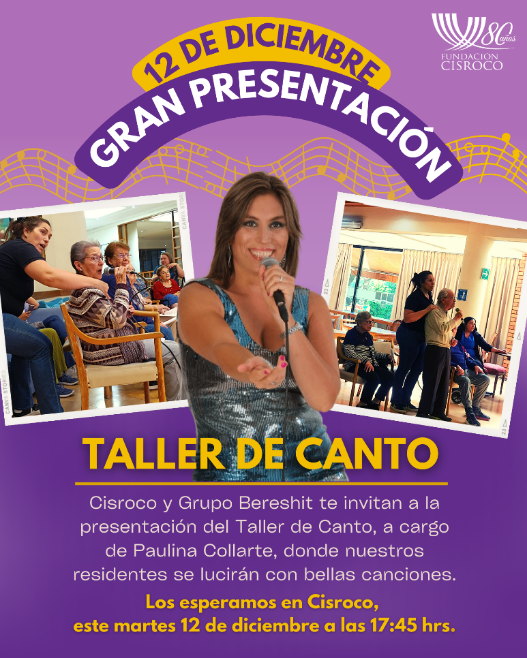 80 años
FUNDACIÓN
CISROCO
12 DE DICIEMBRE
GRAN PRESENTACIÓN
TALLER DE CANTO
Cisroco y Grupo Bereshit te invitan a la
presentación del Taller de Canto, a cargo
de Paulina Collarte, donde nuestros
residentes se lucirán con bellas canciones.
Los esperamos en Cisroco,
este martes 12 de diciembre a las 17:45 hrs.